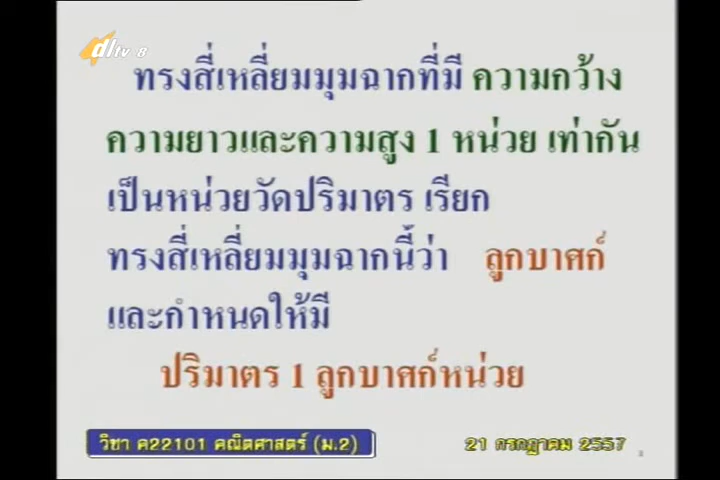 dltv 8
ทรงสี่เหลี่ยมมุมฉากที่มี ความกว้าง
ความยาวและความสูง 1 หน่วย เท่ากัน
เป็นหน่วยวัดปริมาตร เรียก
ทรงสี่เหลี่ยมมุมฉากนี้ว่า ลูกบาศก์
และกำหนดให้มี
ปริมาตร 1 ลูกบาศก์หน่วย
วิชา ค22101 คณิตศาสตร์ (ม.2) 21 กรกฎาคม 2557